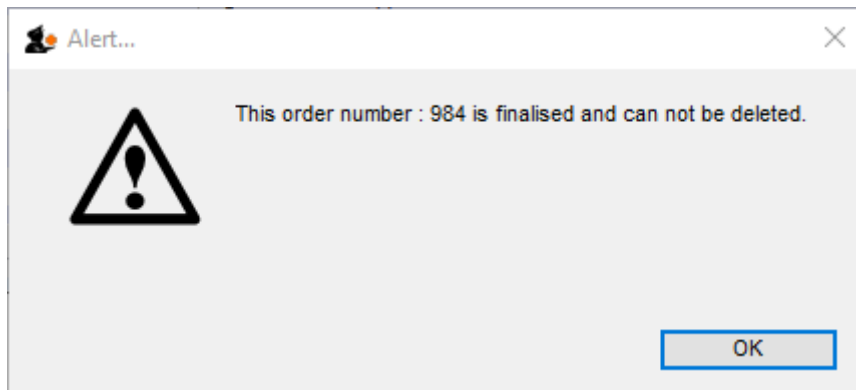 Alert...
This order number : 984 is finalised and can not be deleted.
OK